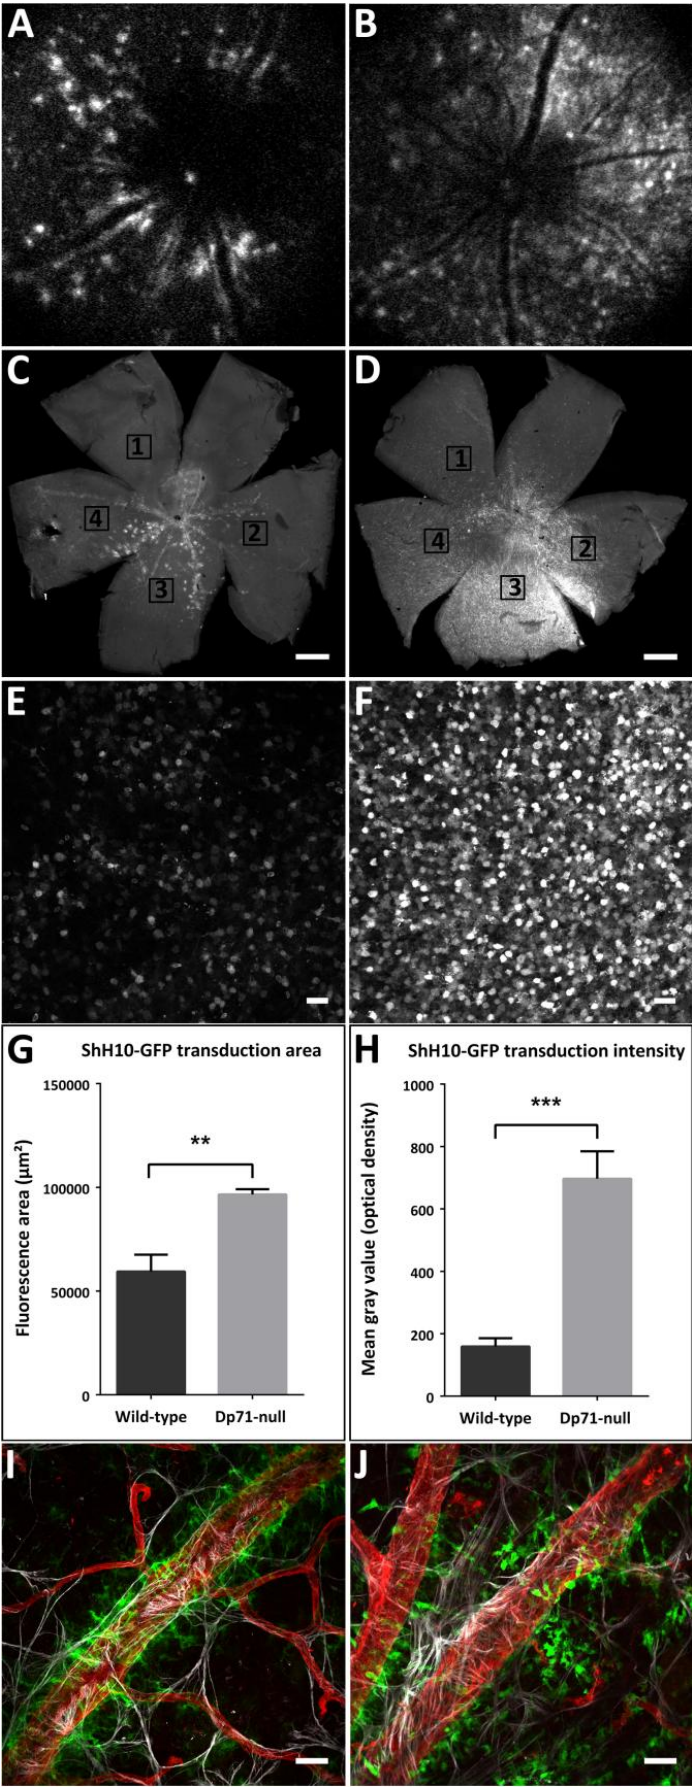 A
B
C
1
4
2
3
D
1
4
2
3
E
F
G
ShH10-GFP transduction area
150000
**
100000
50000
0
Fluorescence area (µm²)
Wild-type
Dp71-null
H
ShH10-GFP transduction intensity
1000
***
800
600
400
200
0
Mean gray value (optical density)
Wild-type
Dp71-null
I
J